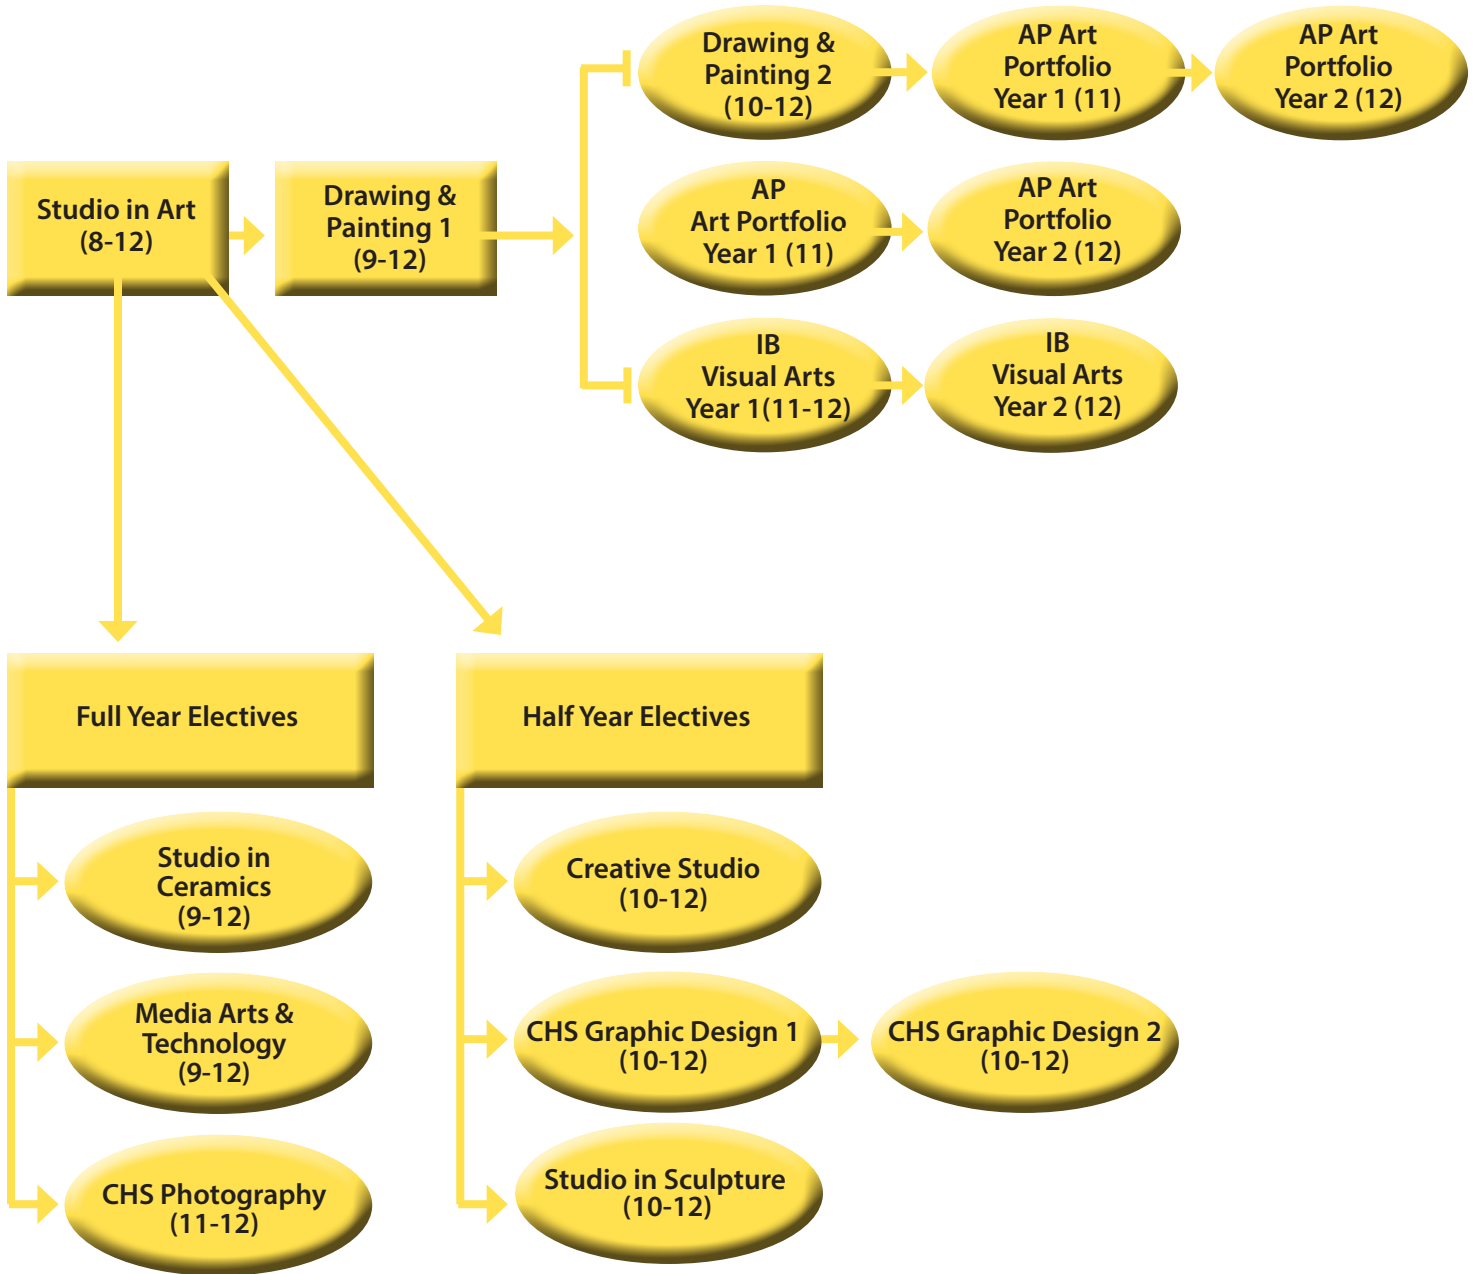 Studio in Art
(8-12)
Drawing &
Painting 1
(9-12)
Drawing &
Painting 2
(10-12)
AP Art
Portfolio
Year 1 (11)
AP Art
Portfolio
Year 2 (12)
AP
Art Portfolio
Year 1 (11)
AP Art
Portfolio
Year 2 (12)
IB
Visual Arts
Year 1(11-12)
IB
Visual Arts
Year 2 (12)
Full Year Electives
Studio in
Ceramics
(9-12)
Media Arts &
Technology
(9-12)
CHS Photography
(11-12)
Half Year Electives
Creative Studio
(10-12)
CHS Graphic Design 1
(10-12)
CHS Graphic Design 2
(10-12)
Studio in Sculpture
(10-12)